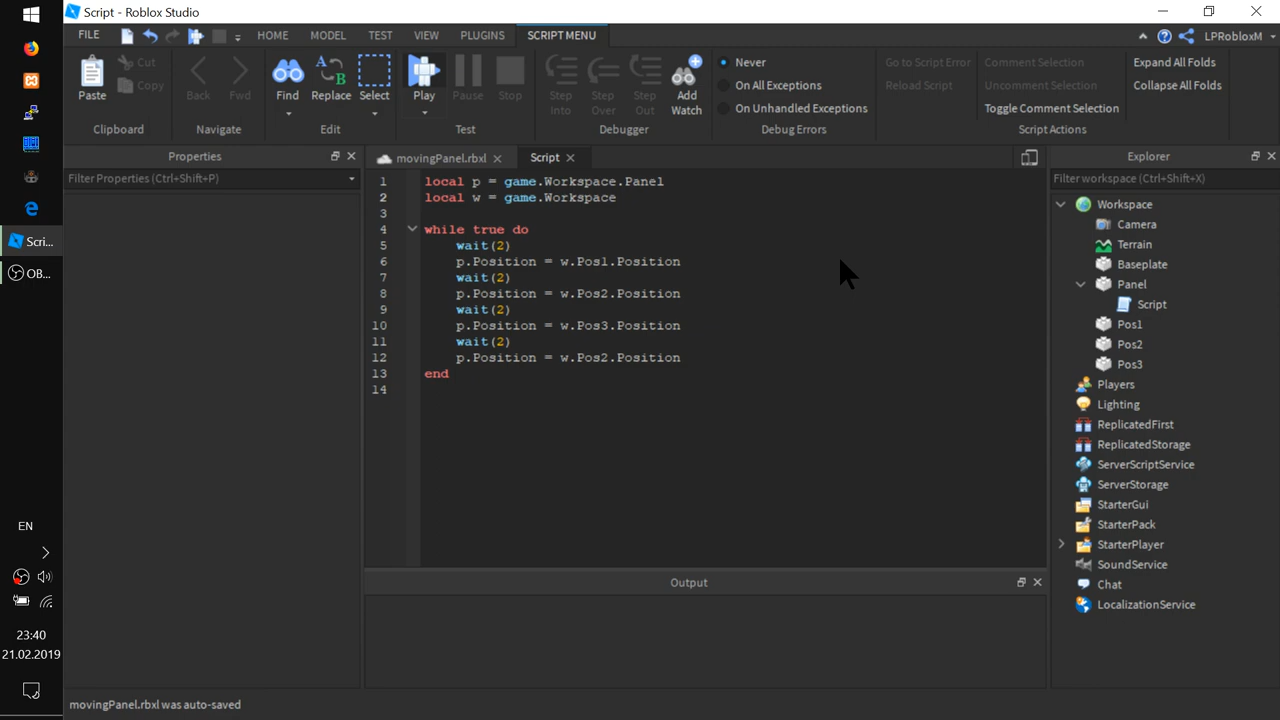 Script - Roblox Studio
FILE
HOME
MODEL
TEST
VIEW
PLUGINS
SCRIPT MENU
LPRobloxM
Paste
Cut
Copy
Clipboard
Back
Fwd
Navigate
Find
Replace
Select
Edit
Play
Pause
Stop
Test
Step Into
Step Over
Step Out
Add Watch
Debugger
Never
On All Exceptions
On Unhandled Exceptions
Debug Errors
Go to Script Error
Reload Script
Comment Selection
Uncomment Selection
Toggle Comment Selection
Expand All Folds
Collapse All Folds
Script Actions
Properties
Filter Properties (Ctrl+Shift+P)
movingPanel.rbxl
Script
1 local p = game.Workspace.Panel
2 local w = game.Workspace
3
4 while true do
5 wait(2)
6 p.Position = w.Pos1.Position
7 wait(2)
8 p.Position = w.Pos2.Position
9 wait(2)
10 p.Position = w.Pos3.Position
11 wait(2)
12 p.Position = w.Pos2.Position
13 end
14
Output
Explorer
Filter workspace (Ctrl+Shift+X)
Workspace
Camera
Terrain
Baseplate
Panel
Script
Pos1
Pos2
Pos3
Players
Lighting
ReplicatedFirst
ReplicatedStorage
ServerScriptService
ServerStorage
StarterGui
StarterPack
StarterPlayer
SoundService
Chat
LocalizationService
Scri...
OB...
EN
23:40
21.02.2019
movingPanel.rbxl was auto-saved